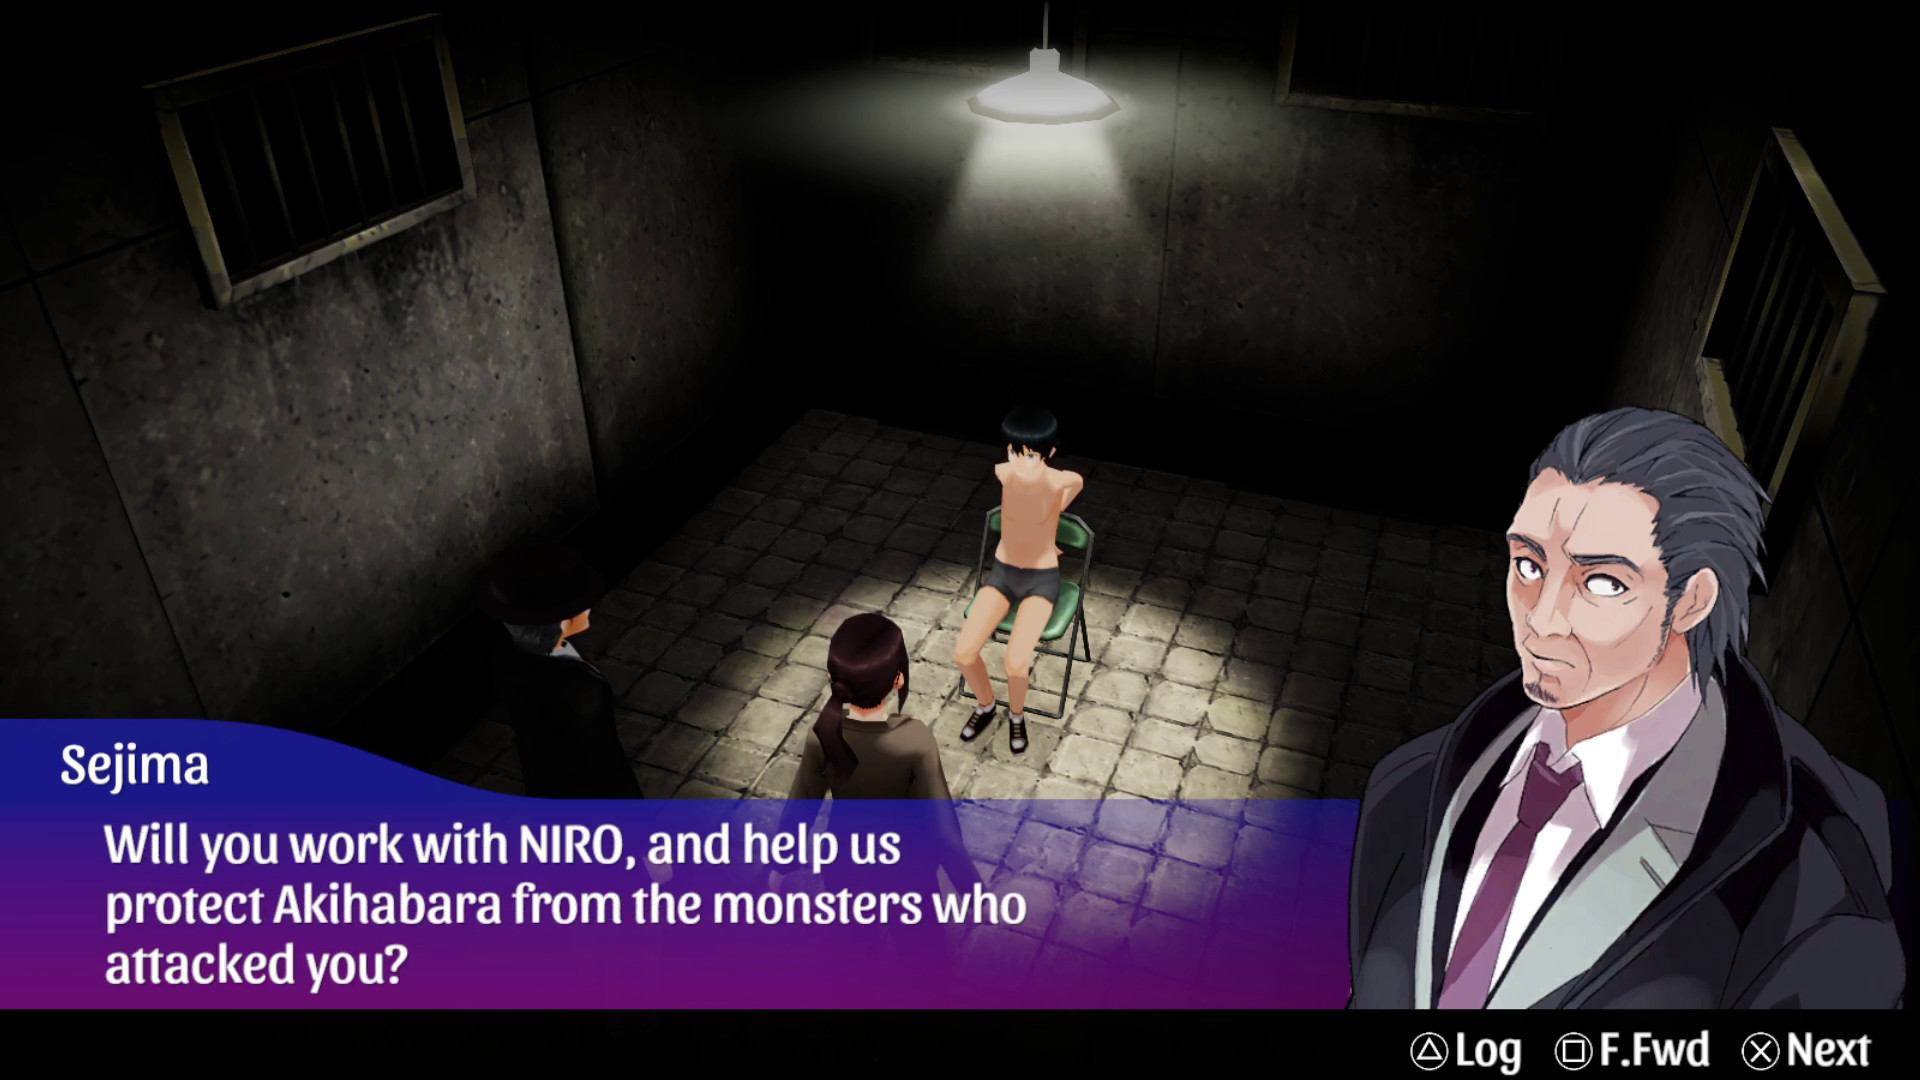 Sejima
Will you work with NIRO, and help us
protect Akihabara from the monsters who
attacked you?
Log F.Fwd Next